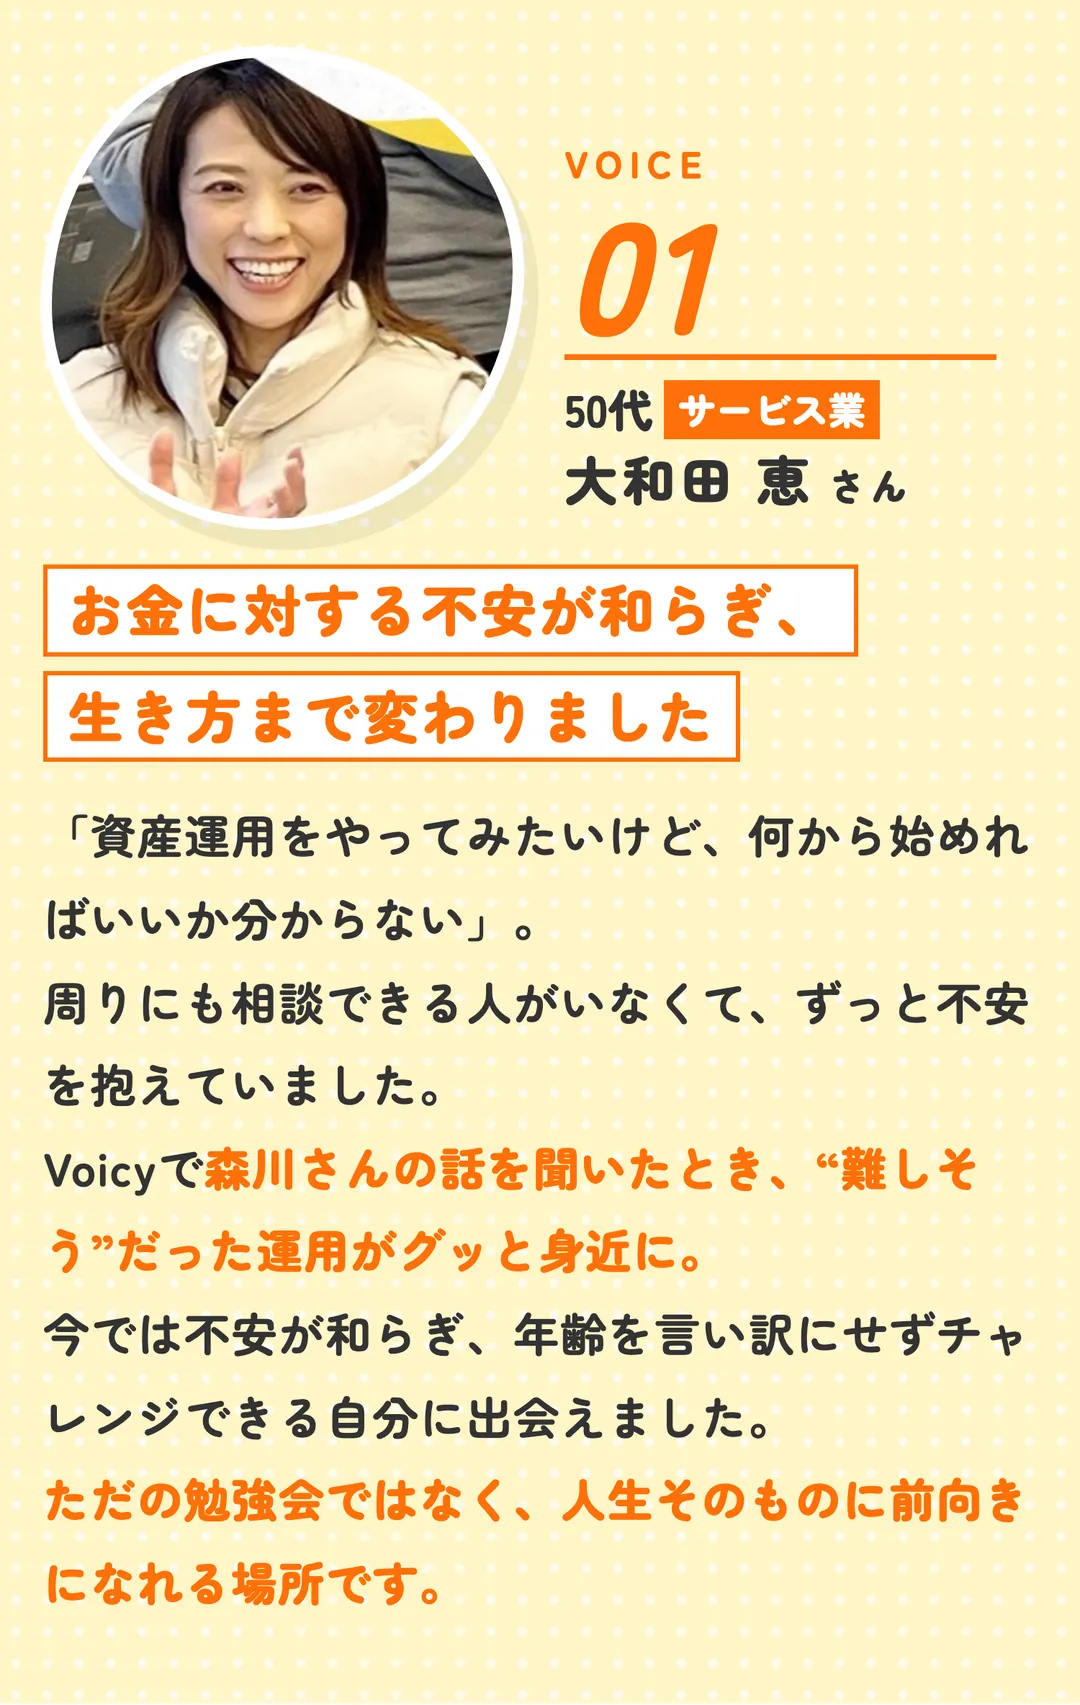 VOICE
01
50代 サービス業
大和田 恵 さん
お金に対する不安が和らぎ、
生き方まで変わりました
「資産運用をやってみたいけど、何から始めれ
ばいいか分からない」。
周りにも相談できる人がいなくて、ずっと不安
を抱えていました。
Voicyで森川さんの話を聞いたとき、“難しそ
う”だった運用がグッと身近に。
今では不安が和らぎ、年齢を言い訳にせずチャ
レンジできる自分に出会えました。
ただの勉強会ではなく、人生そのものに前向き
になれる場所です。